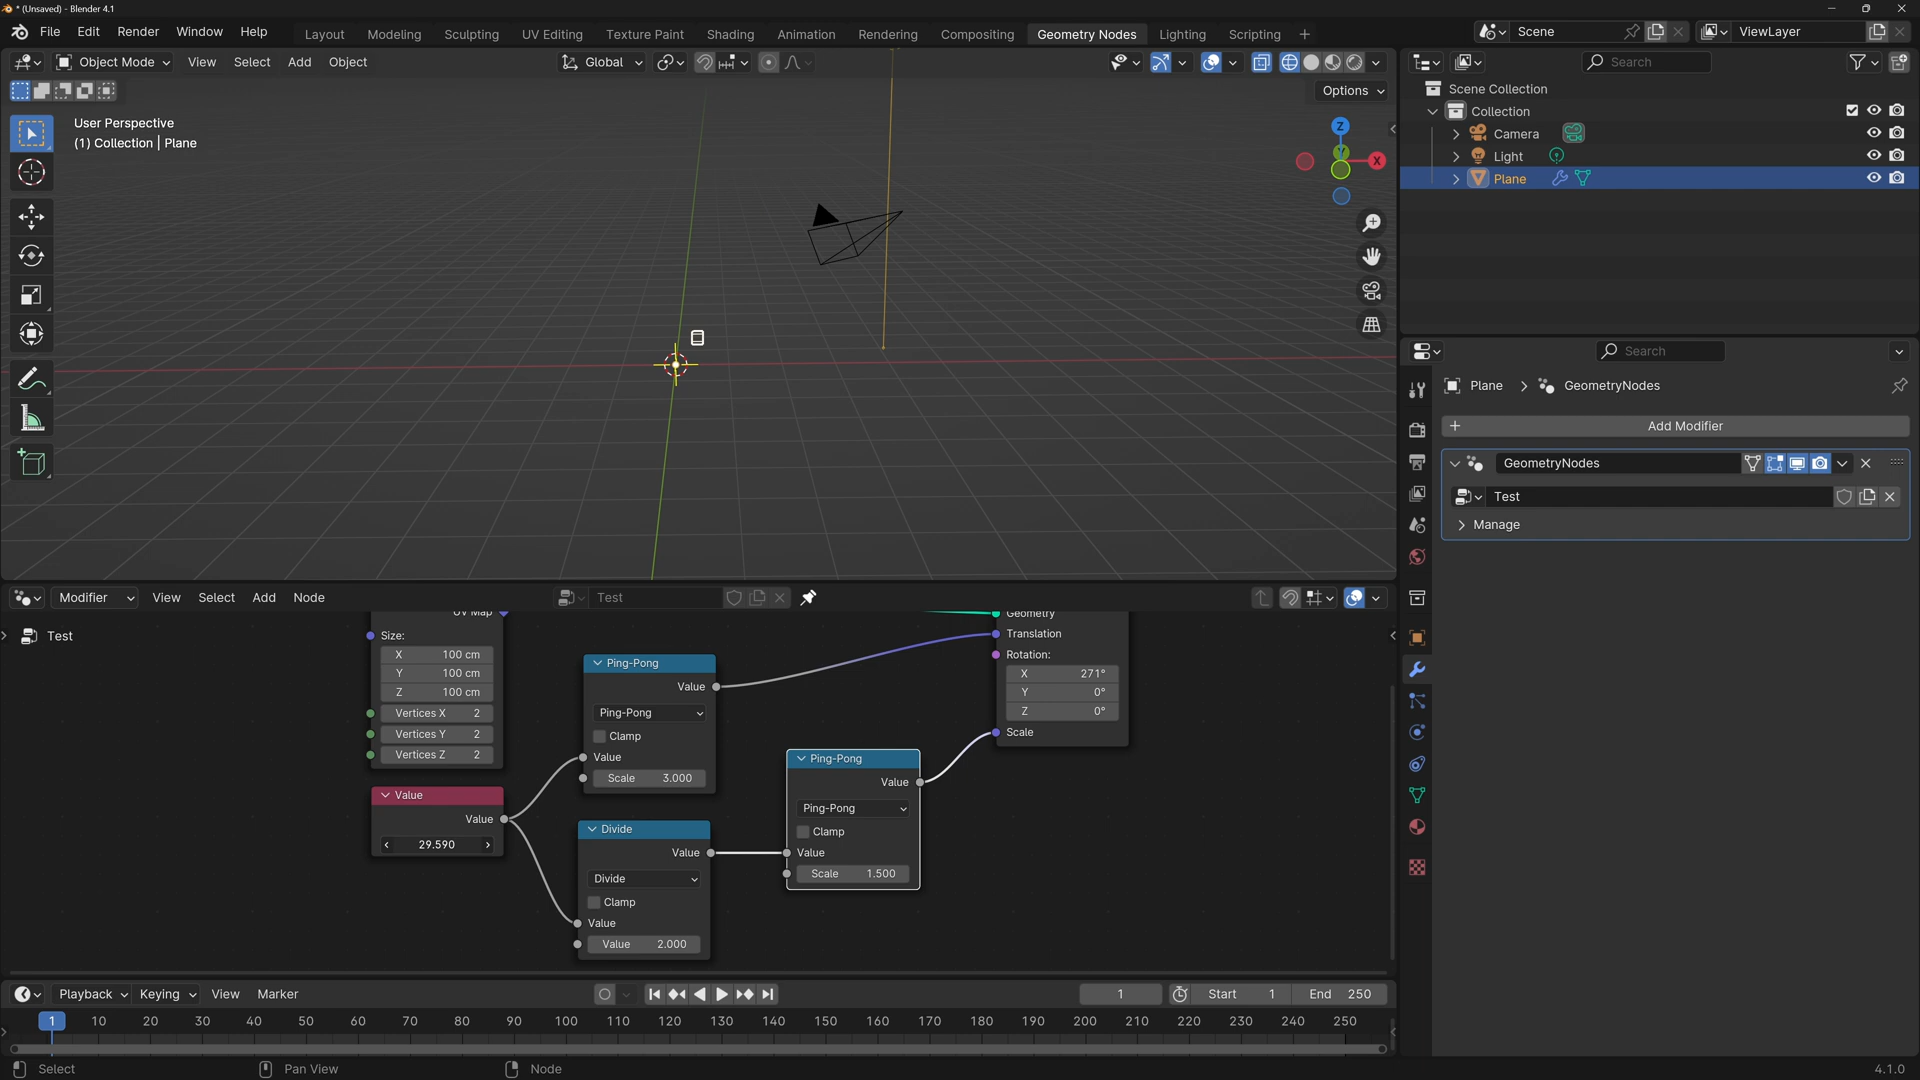 * (Unsaved) - Blender 4.1
File Edit Render Window Help Layout Modeling Sculpting UV Editing Texture Paint Shading Animation Rendering Compositing Geometry Nodes Lighting Scripting + Scene ViewLayer
Object Mode View Select Add Object Global
Options
User Perspective
(1) Collection | Plane
Z
Y
X
Search
Scene Collection
Collection
Camera
Light
Plane
Search
Plane > GeometryNodes
+ Add Modifier
GeometryNodes
Test
Manage
Modifier View Select Add Node Test
Test
UV Map
Size:
X 100 cm
Y 100 cm
Z 100 cm
Vertices X 2
Vertices Y 2
Vertices Z 2
Value
Value
29.590
Ping-Pong
Value
Ping-Pong
Clamp
Value
Scale 3.000
Divide
Value
Divide
Clamp
Value
Value 2.000
Ping-Pong
Value
Ping-Pong
Clamp
Value
Scale 1.500
Geometry
Translation
Rotation:
X 271°
Y 0°
Z 0°
Scale
Playback Keying View Marker 1 Start 1 End 250
1 10 20 30 40 50 60 70 80 90 100 110 120 130 140 150 160 170 180 190 200 210 220 230 240 250
Select Pan View Node 4.1.0